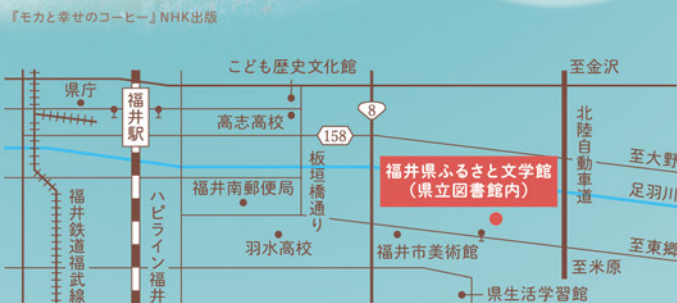 『モカと幸せのコーヒー』NHK出版
こども歴史文化館
至金沢
県庁
福井駅
8
高志高校
158
北陸自動車道
板垣橋通り
至大野
福井県ふるさと文学館
（県立図書館内）
足羽川
福井南郵便局
福井鉄道福武線
ハピライン福井
羽水高校
福井市美術館
至東郷
至米原
県生活学習館